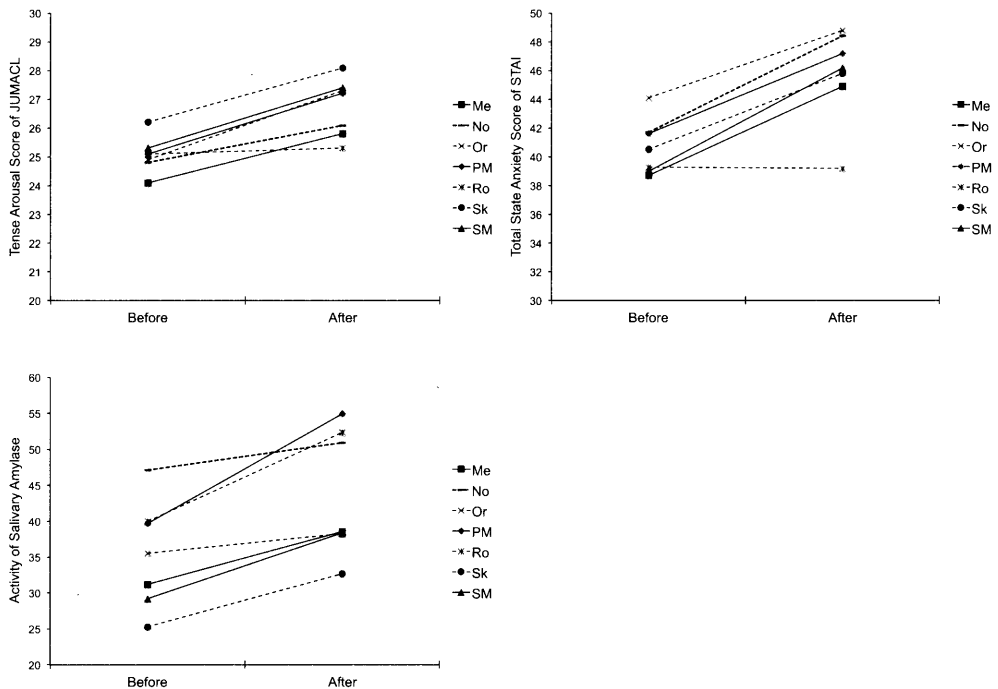 Tense Arousal Score of JUMACL
30
29
28
27
26
25
24
23
22
21
20
Before
After
Me
No
Or
PM
Ro
Sk
SM
Total State Anxiety Score of STAI
50
48
46
44
42
40
38
36
34
32
30
Before
After
Me
No
Or
PM
Ro
Sk
SM
Activity of Salivary Amylase
60
55
50
45
40
35
30
25
20
Before
After
Me
No
Or
PM
Ro
Sk
SM